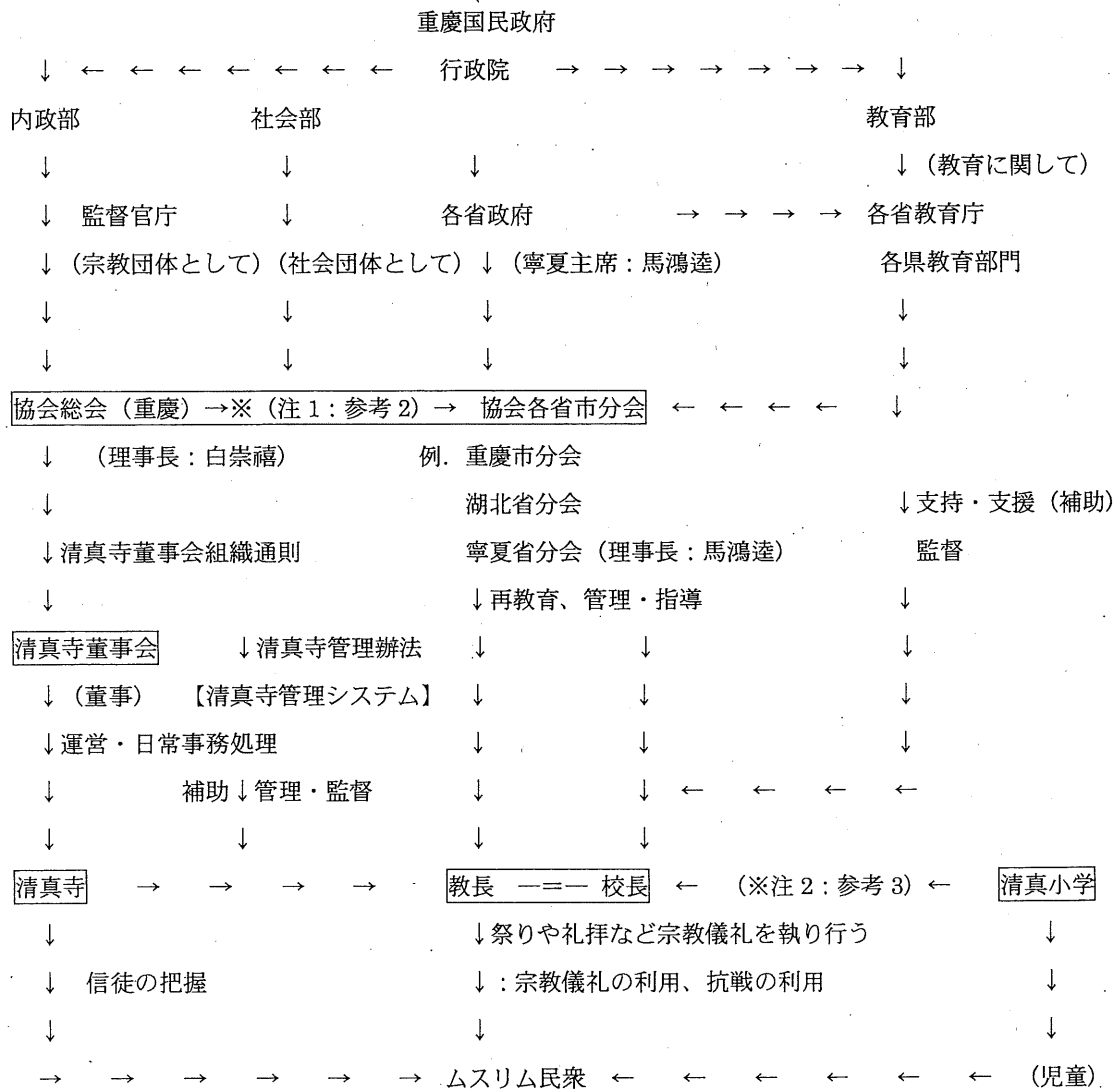 重慶国民政府
↓ ← ← ← ← ← ← ← 行政院 → → → → → → → ↓
内政部 社会部 教育部
↓ ↓ ↓ ↓（教育に関して）
↓ 監督官庁 ↓ 各省政府 → → → → 各省教育庁
↓（宗教団体として）（社会団体として）↓（寧夏主席：馬鴻逵） 各県教育部門
↓ ↓ ↓ ↓
↓ ↓ ↓ ↓
協会総会（重慶）→※（注1：参考2）→ 協会各省市分会 ← ← ← ← ↓
↓ （理事長：白崇禧） 例．重慶市分会
↓ 湖北省分会 ↓支持・支援（補助）
↓清真寺董事会組織通則 寧夏省分会（理事長：馬鴻逵） 監督
↓ ↓再教育、管理・指導 ↓
清真寺董事会 ↓清真寺管理辦法 ↓ ↓ ↓
↓（董事） 【清真寺管理システム】 ↓ ↓ ↓
↓運営・日常事務処理 ↓ ↓ ↓
↓ 補助↓管理・監督 ↓ ↓ ← ← ← ←
↓ ↓ ↓ ↓
清真寺 → → → → → 教長 ―＝― 校長 ← （※注2：参考3）← 清真小学
↓ ↓祭りや礼拝など宗教儀礼を執り行う ↓
↓ 信徒の把握 ↓：宗教儀礼の利用、抗戦の利用 ↓
↓ ↓ ↓
→ → → → → → ムスリム民衆 ← ← ← ← ← ← （児童）